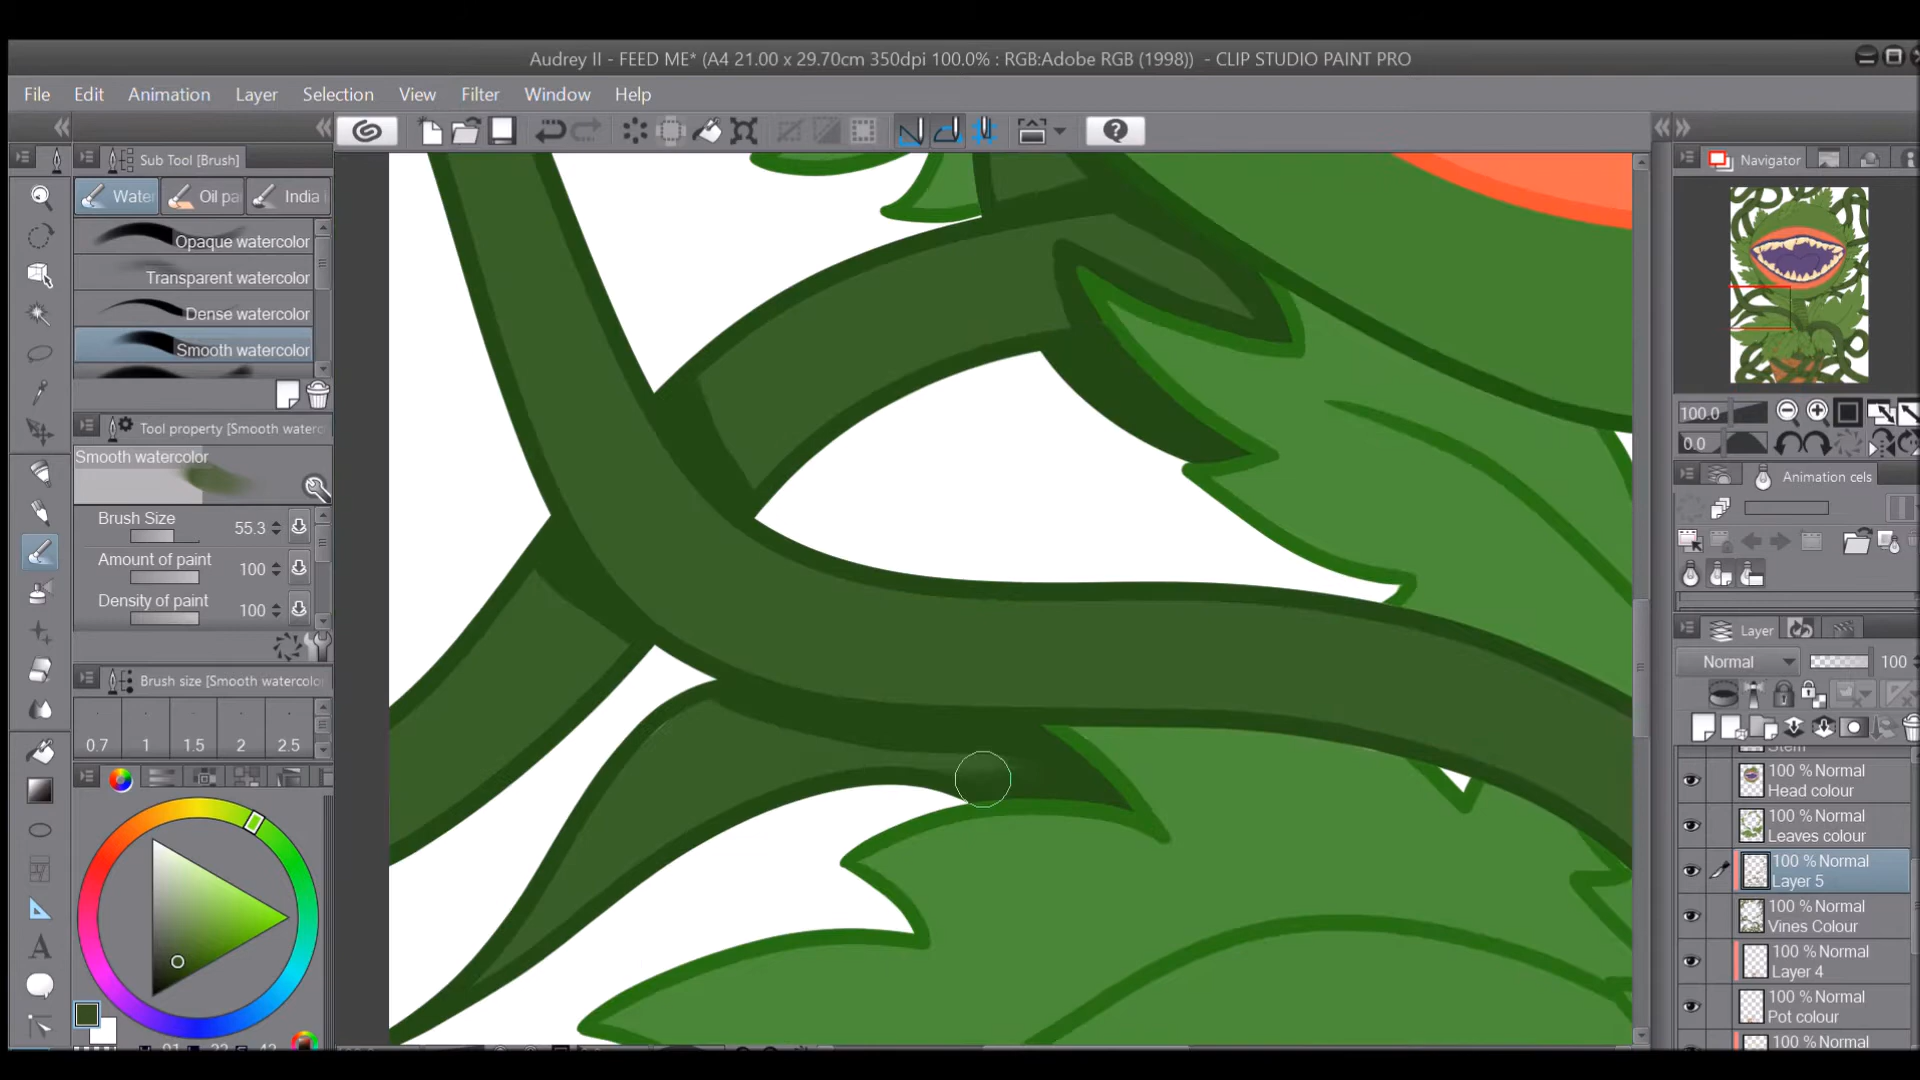 Audrey II - FEED ME* (A4 21.00 x 29.70cm 350dpi 100.0% : RGB:Adobe RGB (1998)) - CLIP STUDIO PAINT PRO
File Edit Animation Layer Selection View Filter Window Help
Sub Tool [Brush]
Water Oil pa India
Opaque watercolor
Transparent watercolor
Dense watercolor
Smooth watercolor
Tool property [Smooth waterc
Smooth watercolor
Brush Size 55.3
Amount of paint 100
Density of paint 100
Brush size [Smooth watercolo
0.7 1 1.5 2 2.5
Navigator
100.0
0.0
Animation cels
Layer
Normal 100
Stem
100 % Normal
Head colour
100 % Normal
Leaves colour
100 % Normal
Layer 5
100 % Normal
Vines Colour
100 % Normal
Layer 4
100 % Normal
Pot colour
100 % Normal